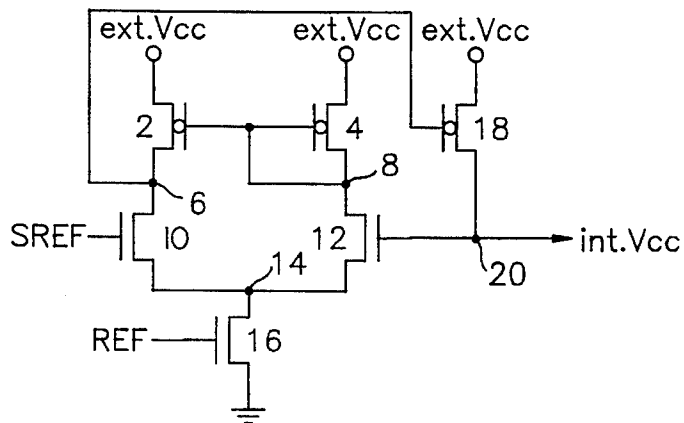 ext.Vcc ext.Vcc ext.Vcc
2 4 18
8
6
SREF 10 12 int.Vcc
20
14
REF 16